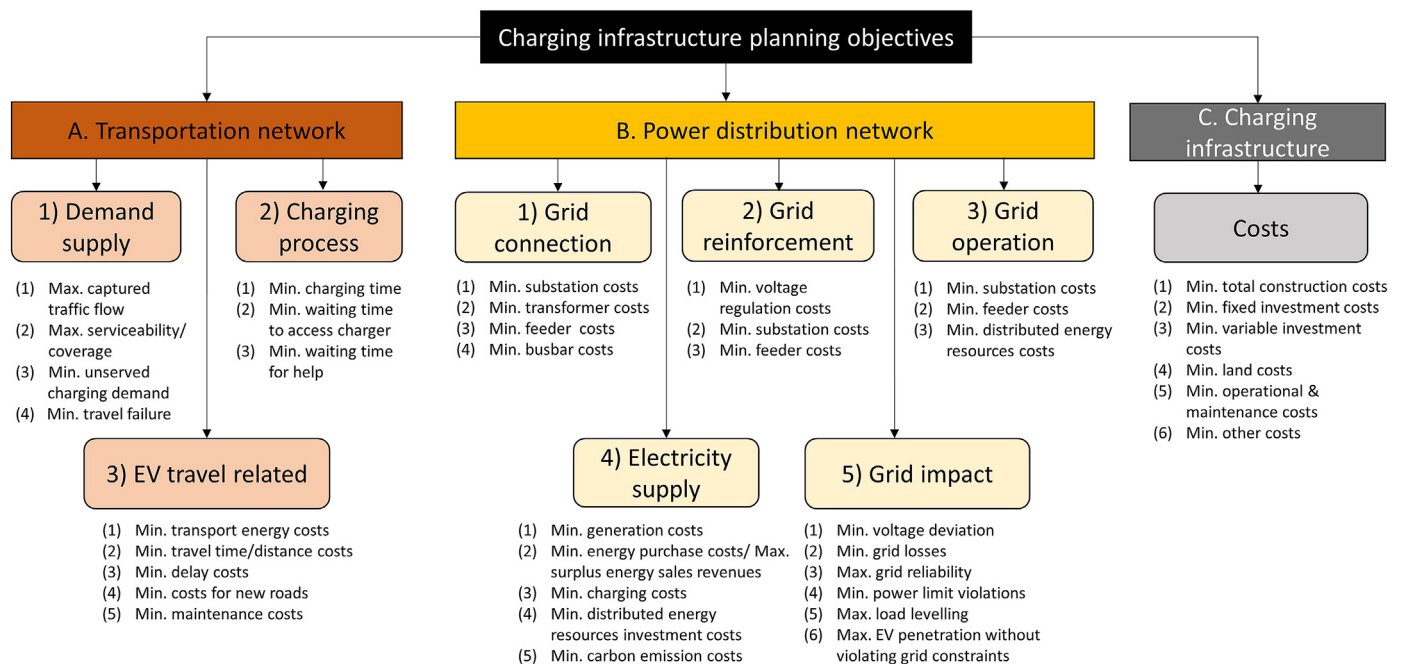 Charging infrastructure planning objectives
A. Transportation network
1) Demand
supply
(1) Max. captured
traffic flow
(2) Max. serviceability/
coverage
(3) Min. unserved
charging demand
(4) Min. travel failure
2) Charging
process
(1) Min. charging time
(2) Min. waiting time
to access charger
(3) Min. waiting time
for help
3) EV travel related
(1) Min. transport energy costs
(2) Min. travel time/distance costs
(3) Min. delay costs
(4) Min. costs for new roads
(5) Min. maintenance costs
B. Power distribution network
1) Grid
connection
(1) Min. substation costs
(2) Min. transformer costs
(3) Min. feeder costs
(4) Min. busbar costs
2) Grid
reinforcement
(1) Min. voltage
regulation costs
(2) Min. substation costs
(3) Min. feeder costs
3) Grid
operation
(1) Min. substation costs
(2) Min. feeder costs
(3) Min. distributed energy
resources costs
4) Electricity
supply
(1) Min. generation costs
(2) Min. energy purchase costs/ Max.
surplus energy sales revenues
(3) Min. charging costs
(4) Min. distributed energy
resources investment costs
(5) Min. carbon emission costs
5) Grid impact
(1) Min. voltage deviation
(2) Min. grid losses
(3) Max. grid reliability
(4) Min. power limit violations
(5) Max. load levelling
(6) Max. EV penetration without
violating grid constraints
C. Charging
infrastructure
Costs
(1) Min. total construction costs
(2) Min. fixed investment costs
(3) Min. variable investment
costs
(4) Min. land costs
(5) Min. operational &
maintenance costs
(6) Min. other costs